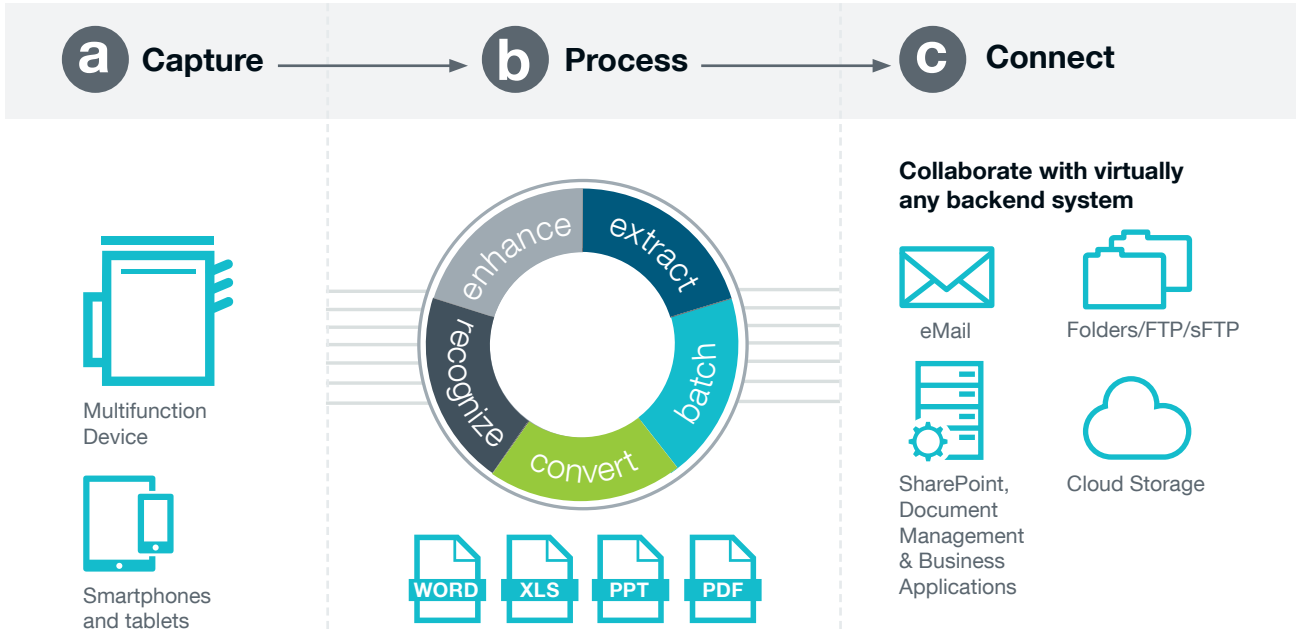 a Capture
b Process
c Connect
Multifunction
Device
Smartphones
and tablets
enhance
extract
batch
convert
recognize
WORD
XLS
PPT
PDF
Collaborate with virtually
any backend system
eMail
Folders/FTP/sFTP
SharePoint,
Document
Management
& Business
Applications
Cloud Storage